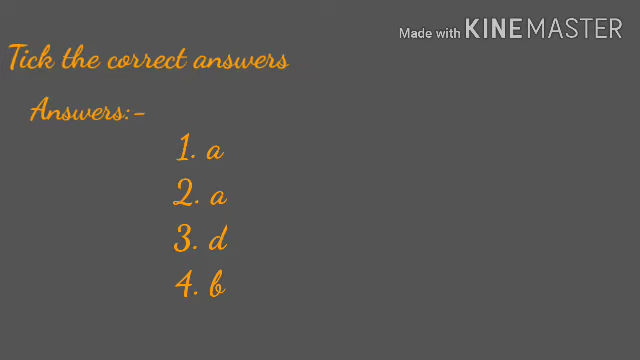 Made with KINEMASTER
Tick the correct answers
Answers:-
1. a
2. a
3. d
4. b